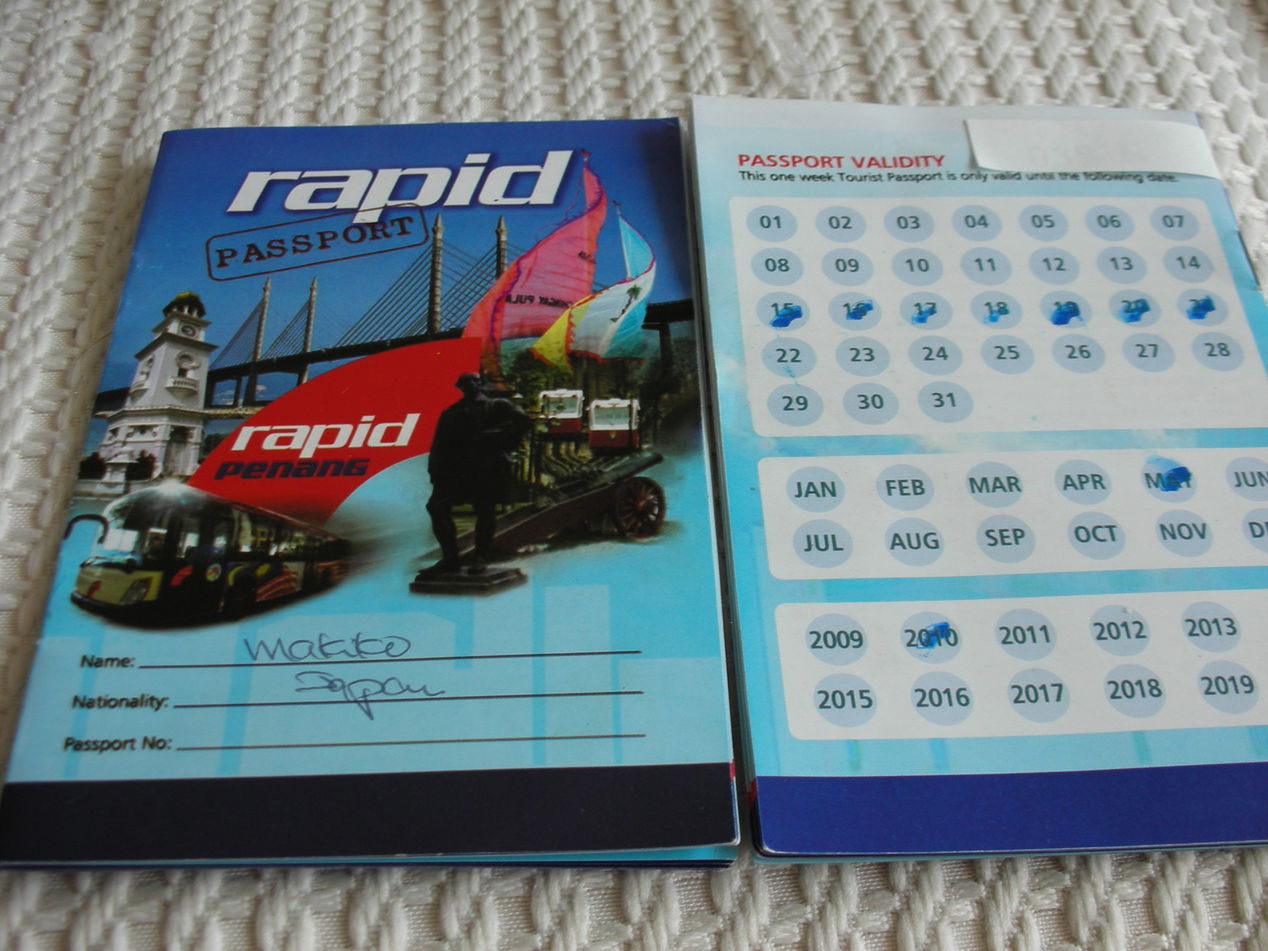 rapid
PASSPORT
rapid
PENANG
Name: Makiko
Nationality: Japan
Passport No:
PASSPORT VALIDITY
This one week Tourist Passport is only valid until the following date.
01 02 03 04 05 06 07
08 09 10 11 12 13 14
15 16 17 18 19 20 21
22 23 24 25 26 27 28
29 30 31
JAN FEB MAR APR MAY JUN
JUL AUG SEP OCT NOV
2009 2010 2011 2012 2013
2015 2016 2017 2018 2019